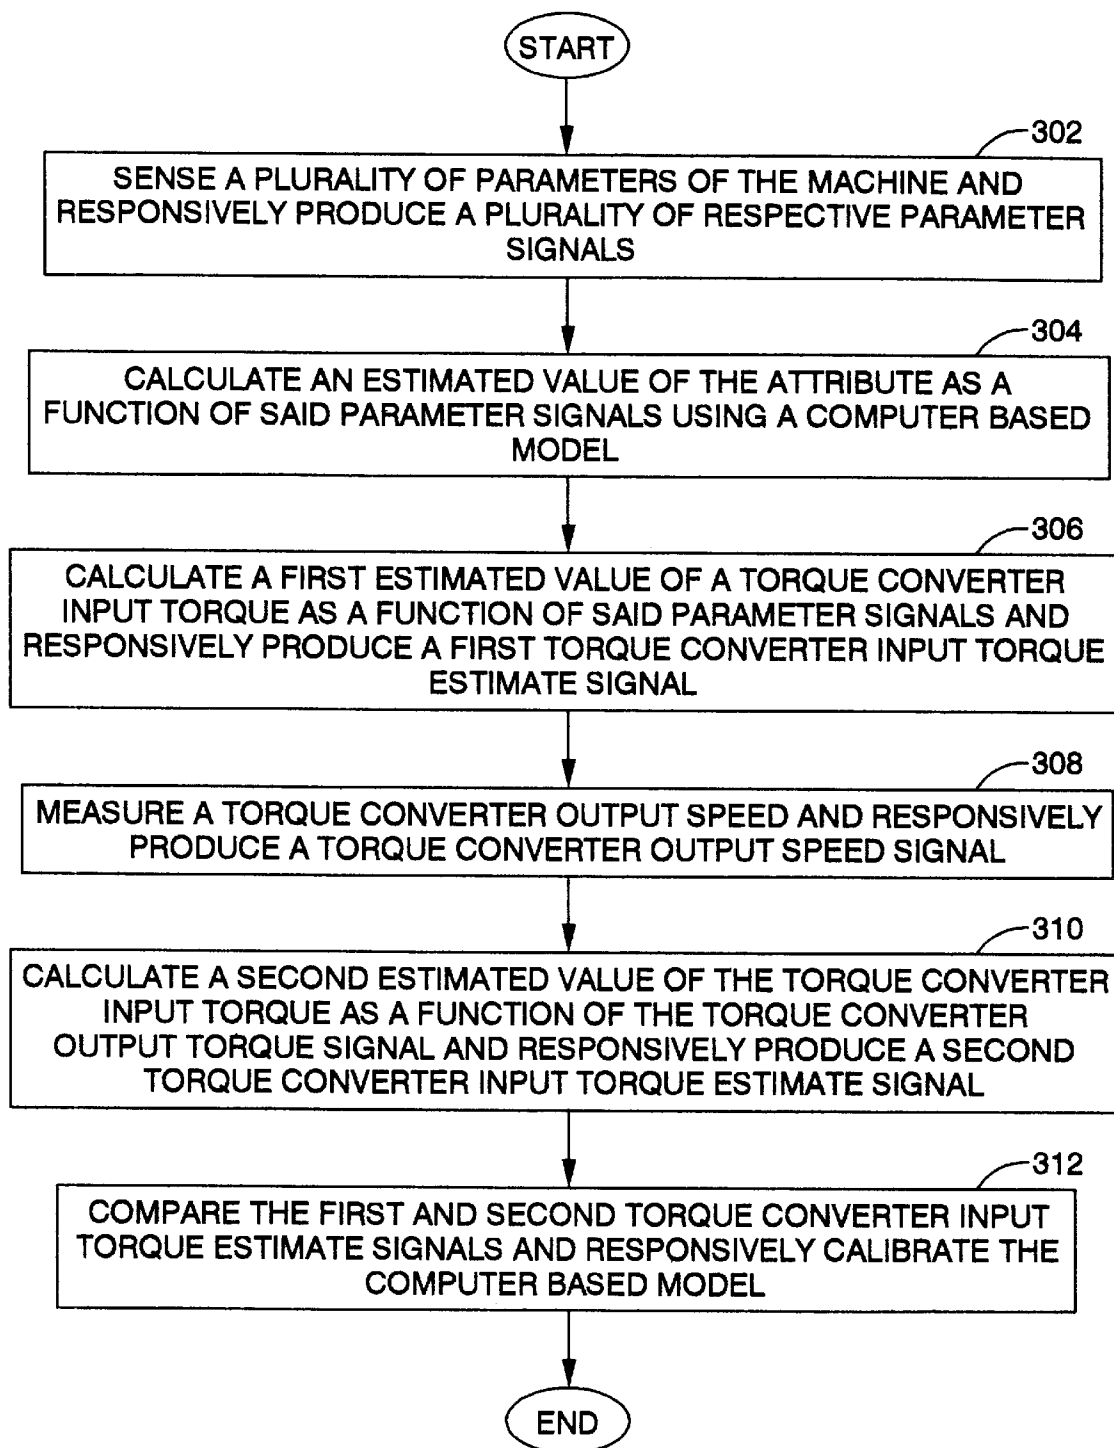 START
302
SENSE A PLURALITY OF PARAMETERS OF THE MACHINE AND
RESPONSIVELY PRODUCE A PLURALITY OF RESPECTIVE PARAMETER
SIGNALS
304
CALCULATE AN ESTIMATED VALUE OF THE ATTRIBUTE AS A
FUNCTION OF SAID PARAMETER SIGNALS USING A COMPUTER BASED
MODEL
306
CALCULATE A FIRST ESTIMATED VALUE OF A TORQUE CONVERTER
INPUT TORQUE AS A FUNCTION OF SAID PARAMETER SIGNALS AND
RESPONSIVELY PRODUCE A FIRST TORQUE CONVERTER INPUT TORQUE
ESTIMATE SIGNAL
308
MEASURE A TORQUE CONVERTER OUTPUT SPEED AND RESPONSIVELY
PRODUCE A TORQUE CONVERTER OUTPUT SPEED SIGNAL
310
CALCULATE A SECOND ESTIMATED VALUE OF THE TORQUE CONVERTER
INPUT TORQUE AS A FUNCTION OF THE TORQUE CONVERTER
OUTPUT TORQUE SIGNAL AND RESPONSIVELY PRODUCE A SECOND
TORQUE CONVERTER INPUT TORQUE ESTIMATE SIGNAL
312
COMPARE THE FIRST AND SECOND TORQUE CONVERTER INPUT
TORQUE ESTIMATE SIGNALS AND RESPONSIVELY CALIBRATE THE
COMPUTER BASED MODEL
END